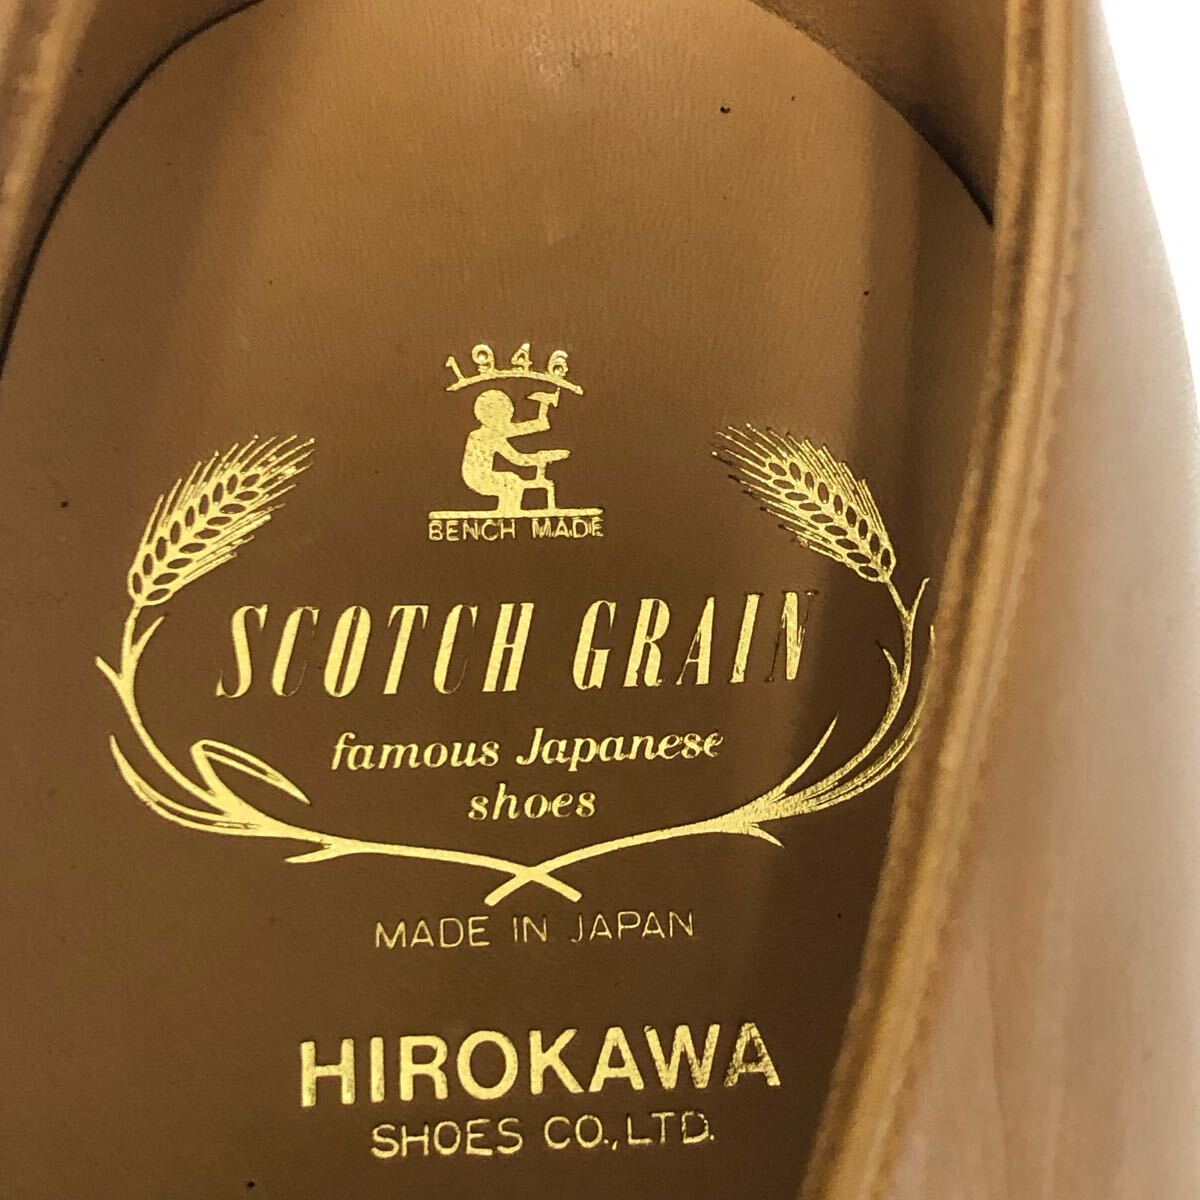 1946
BENCH MADE
SCOTCH GRAIN
famous Japanese
shoes
MADE IN JAPAN
HIROKAWA
SHOES CO., LTD.